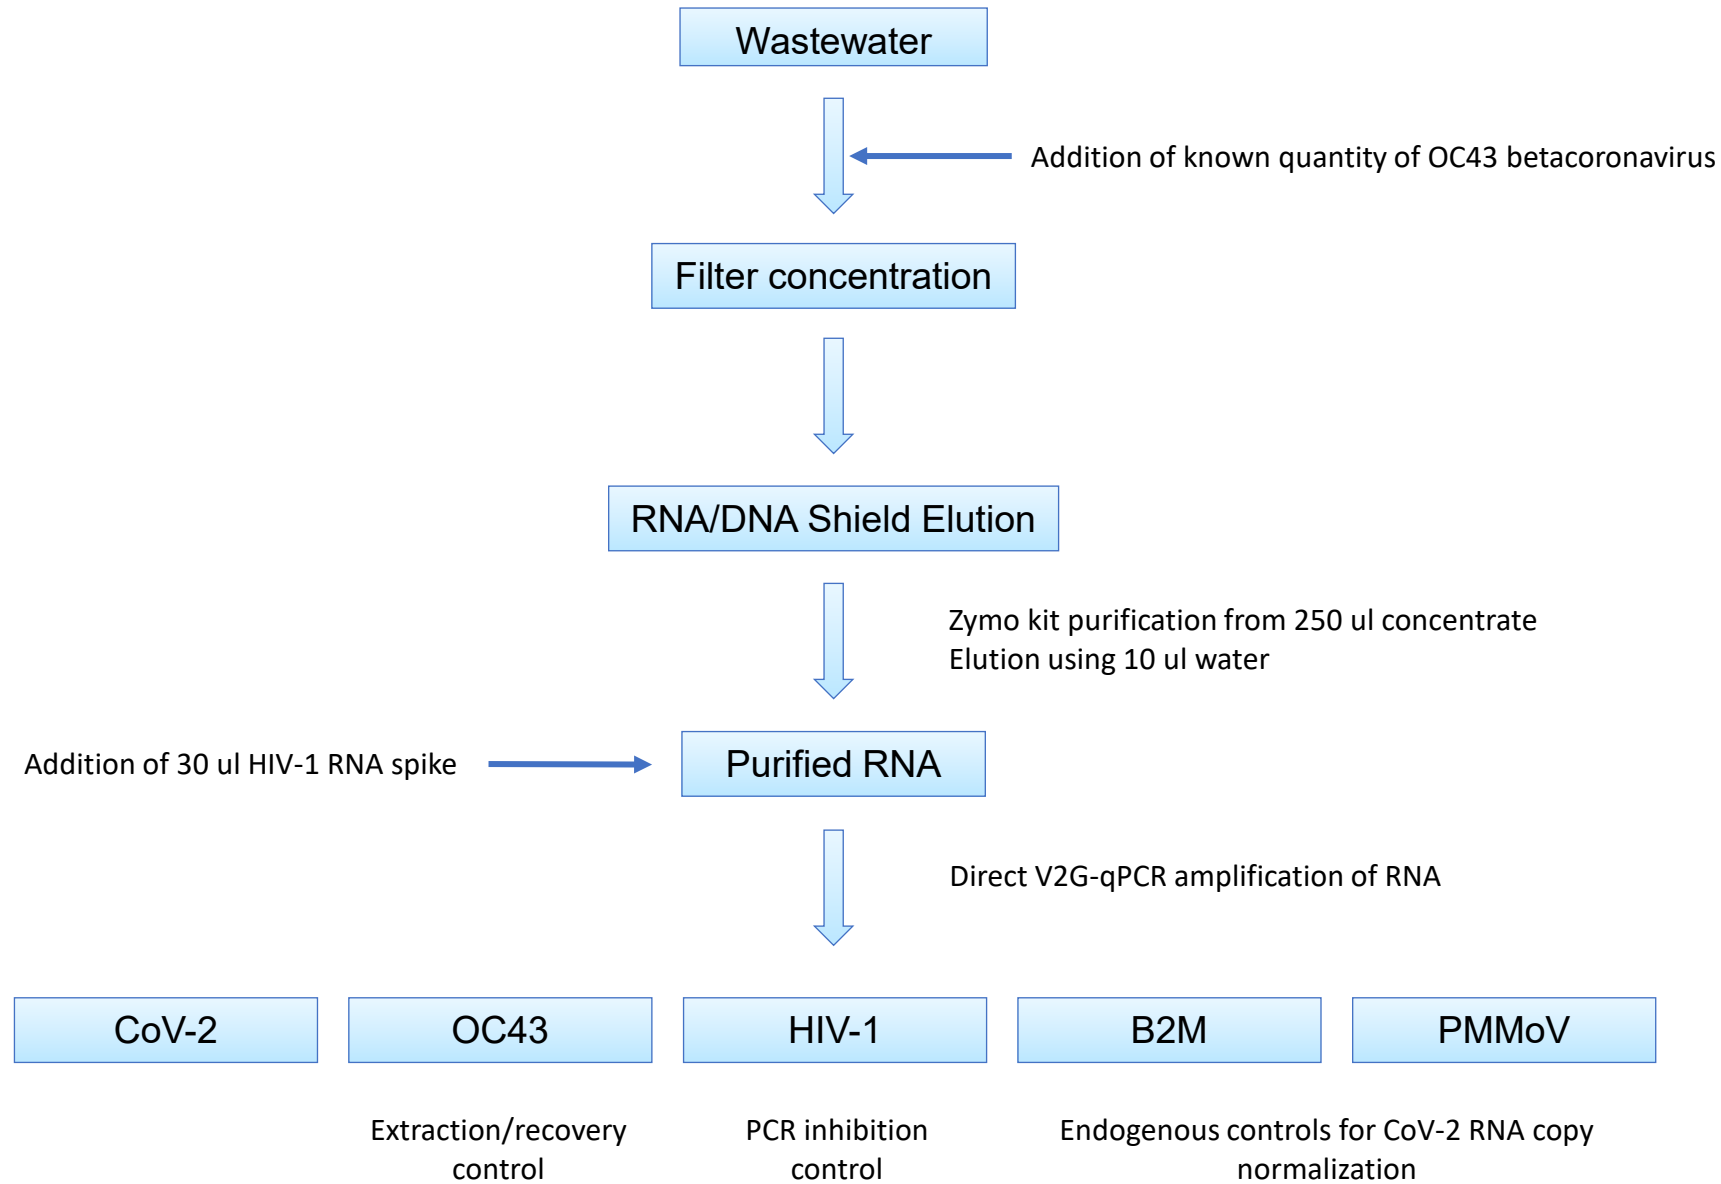 Wastewater
Addition of known quantity of OC43 betacoronavirus
Filter concentration
RNA/DNA Shield Elution
Zymo kit purification from 250 ul concentrate
Elution using 10 ul water
Addition of 30 ul HIV-1 RNA spike
Purified RNA
Direct V2G-qPCR amplification of RNA
CoV-2
OC43
HIV-1
B2M
PMMoV
Extraction/recovery
control
PCR inhibition
control
Endogenous controls for CoV-2 RNA copy
normalization